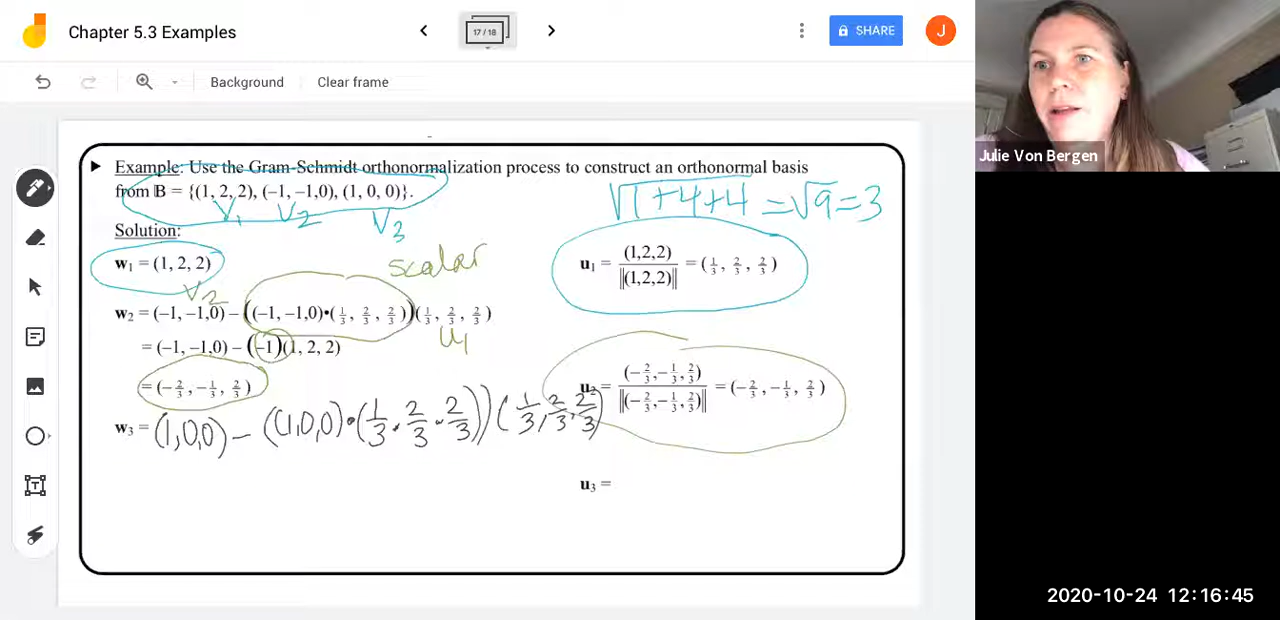 Chapter 5.3 Examples
17 / 18
SHARE
J
Background
Clear frame
Julie Von Bergen
Example: Use the Gram-Schmidt orthonormalization process to construct an orthonormal basis
from B = {(1, 2, 2), (−1, −1,0), (1, 0, 0)}.
V1 V2 V3
√1+4+4 = √9 = 3
Solution:
w1 = (1, 2, 2)
u1 = (1,2,2) / ||(1,2,2)|| = (1/3, 2/3, 2/3)
scalar
V2
w2 = (−1, −1,0) − ((−1, −1,0)•(1/3, 2/3, 2/3))(1/3, 2/3, 2/3)
u1
= (−1, −1,0) − (−1)(1, 2, 2)
= (−2/3, −1/3, 2/3)
u2 = (−2/3, −1/3, 2/3) / ||(−2/3, −1/3, 2/3)|| = (−2/3, −1/3, 2/3)
w3 = (1,0,0) − ((1,0,0)•(1/3, 2/3, 2/3))(1/3, 2/3, 2/3)
u3 =
2020-10-24 12:16:45